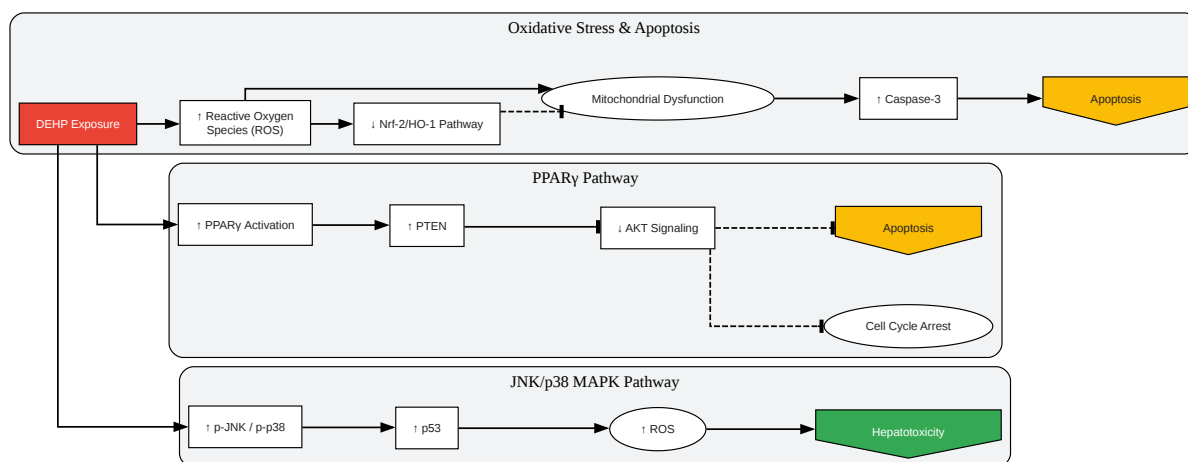 Oxidative Stress & Apoptosis
DEHP Exposure
↑ Reactive Oxygen
Species (ROS)
↓ Nrf-2/HO-1 Pathway
Mitochondrial Dysfunction
↑ Caspase-3
Apoptosis
PPARγ Pathway
↑ PPARγ Activation
↑ PTEN
↓ AKT Signaling
Apoptosis
Cell Cycle Arrest
JNK/p38 MAPK Pathway
↑ p-JNK / p-p38
↑ p53
↑ ROS
Hepatotoxicity